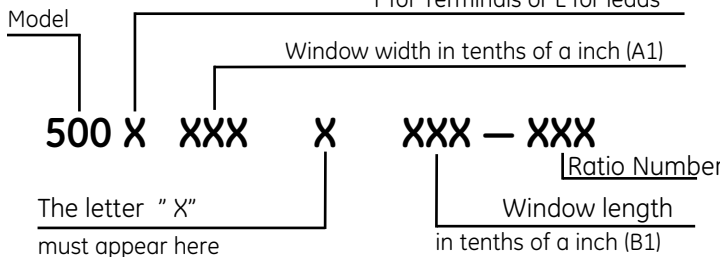 for Terminals or L for leads
Model
Window width in tenths of a inch (A1)
500 X XXX X XXX – XXX
Ratio Number
The letter " X"
Window length
must appear here
in tenths of a inch (B1)